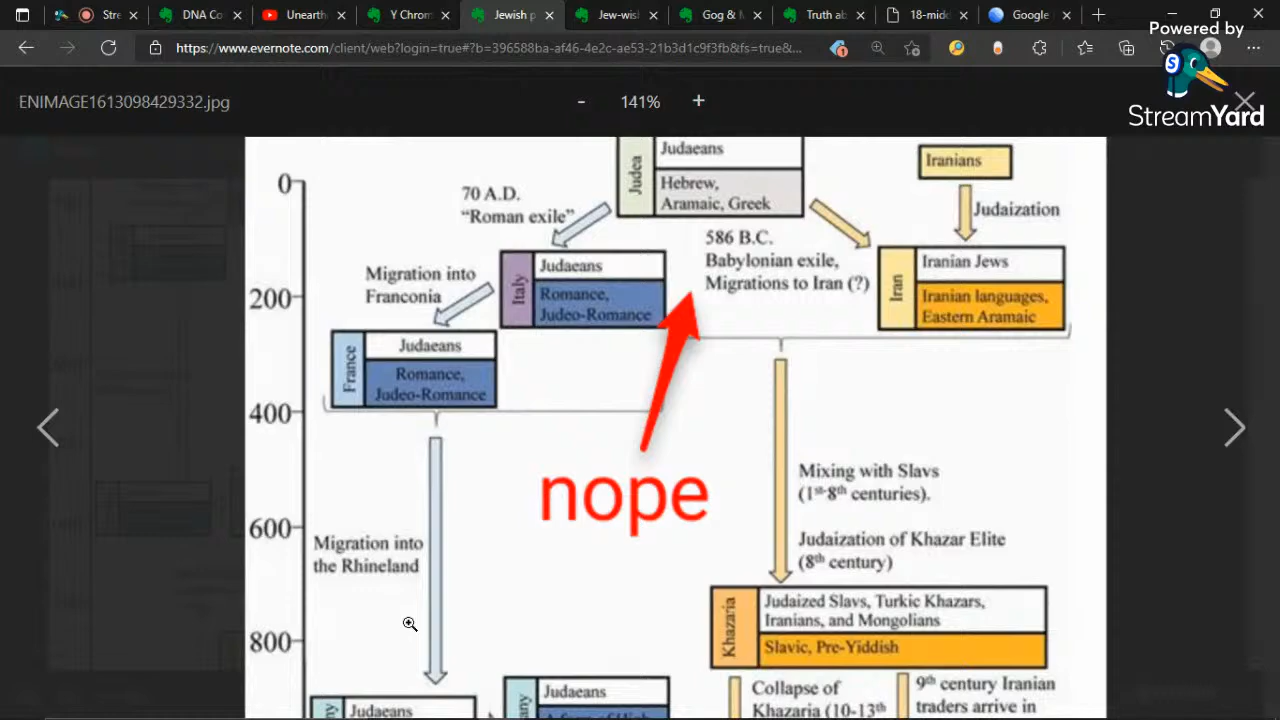 Stre
DNA Co
Unearth
Y Chrom
Jewish p
Jew-wish
Gog & M
Truth ab
18-midd
Google
https://www.evernote.com/client/web?login=true#?b=396588ba-af46-4e2c-ae53-21b3d1c9f3fb&fs=true&...
1
Powered by
S
StreamYard
ENIMAGE1613098429332.jpg
- 141% +
0
200
400
600
800
Judea
Judaeans
Hebrew,
Aramaic, Greek
Iranians
70 A.D.
"Roman exile"
Judaization
586 B.C.
Babylonian exile,
Migrations to Iran (?)
Italy
Judaeans
Romance,
Judeo-Romance
Iran
Iranian Jews
Iranian languages,
Eastern Aramaic
Migration into
Franconia
France
Judaeans
Romance,
Judeo-Romance
nope
Mixing with Slavs
(1st-8th centuries).
Judaization of Khazar Elite
(8th century)
Migration into
the Rhineland
Khazaria
Judaized Slavs, Turkic Khazars,
Iranians, and Mongolians
Slavic, Pre-Yiddish
Judaeans
Judaeans
Collapse of
Khazaria (10-13th
9th century Iranian
traders arrive in